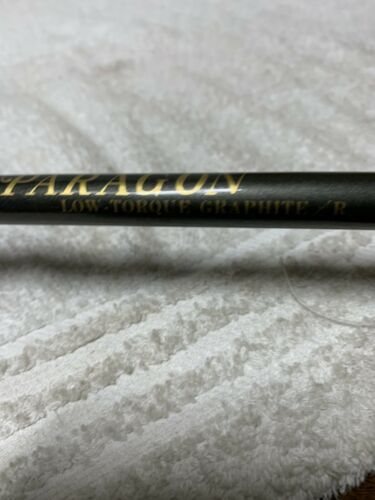 PARAGON
LOW TORQUE GRAPHITE /R